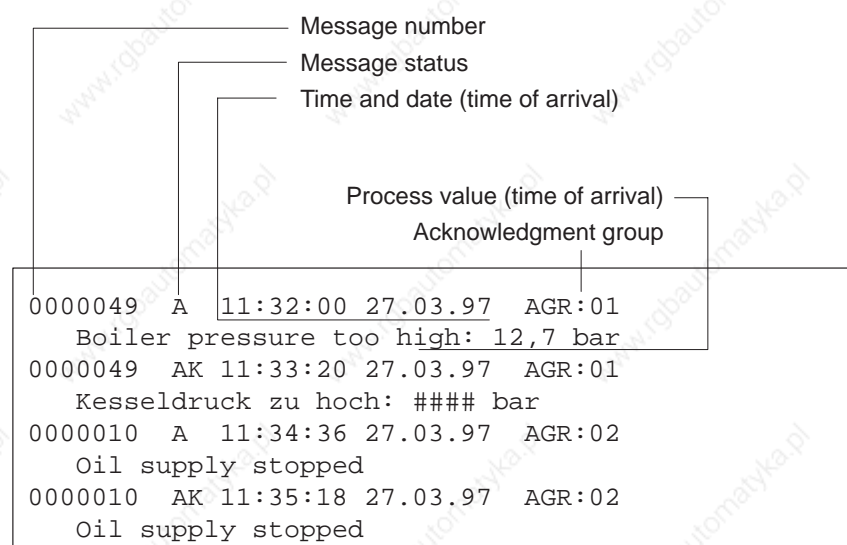 Message number
Message status
Time and date (time of arrival)
Process value (time of arrival)
Acknowledgment group
0000049 A 11:32:00 27.03.97 AGR:01
Boiler pressure too high: 12,7 bar
0000049 AK 11:33:20 27.03.97 AGR:01
Kesseldruck zu hoch: #### bar
0000010 A 11:34:36 27.03.97 AGR:02
Oil supply stopped
0000010 AK 11:35:18 27.03.97 AGR:02
Oil supply stopped
www.rgbautomatyka.pl